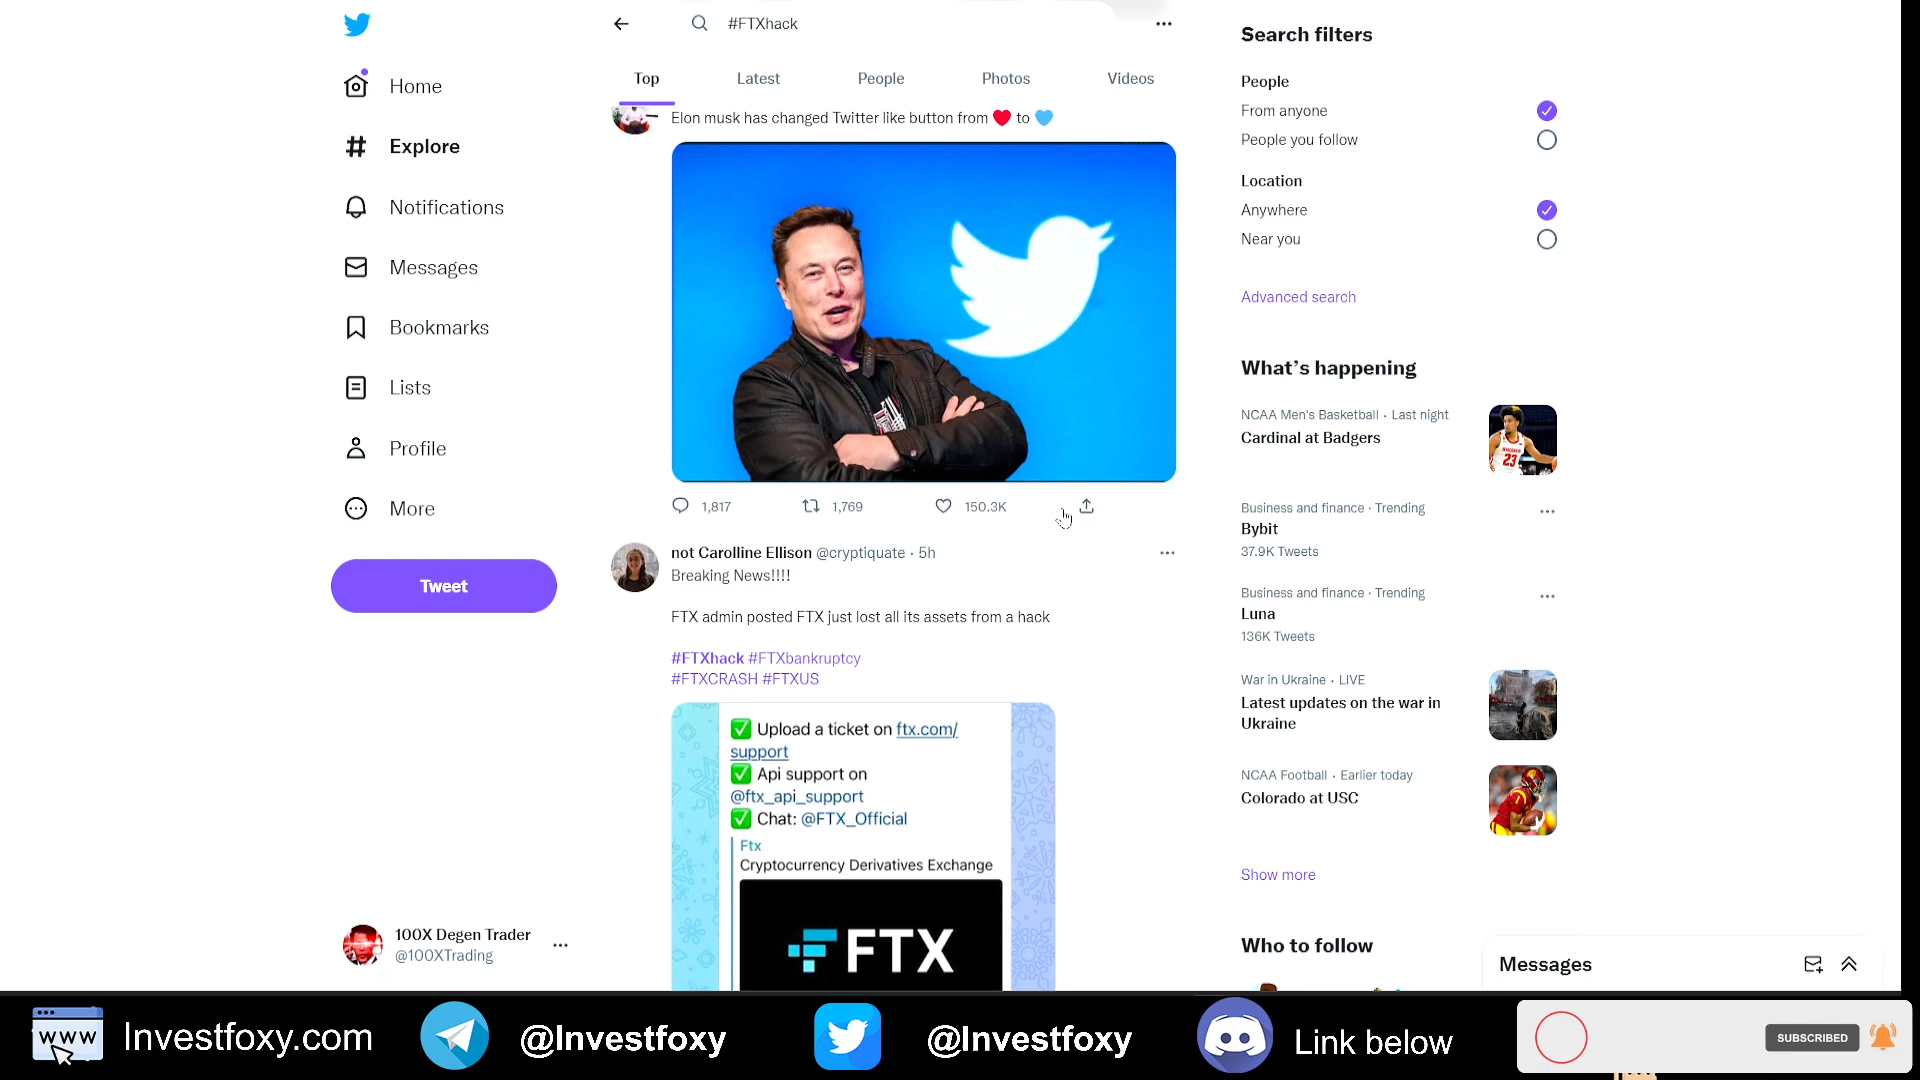 #FTXhack
Top
Latest
People
Photos
Videos
Home
Explore
Notifications
Messages
Bookmarks
Lists
Profile
More
Tweet
100X Degen Trader
@100XTrading
Elon musk has changed Twitter like button from ❤️ to 💙
1,817
1,769
150.3K
not Carolline Ellison @cryptiquate · 5h
Breaking News!!!!
FTX admin posted FTX just lost all its assets from a hack
#FTXhack #FTXbankruptcy
#FTXCRASH #FTXUS
✅ Upload a ticket on ftx.com/
support
✅ Api support on
@ftx_api_support
✅ Chat: @FTX_Official
Ftx
Cryptocurrency Derivatives Exchange
FTX
Search filters
People
From anyone
People you follow
Location
Anywhere
Near you
Advanced search
What's happening
NCAA Men's Basketball · Last night
Cardinal at Badgers
23
Business and finance · Trending
Bybit
37.9K Tweets
Business and finance · Trending
Luna
136K Tweets
War in Ukraine · LIVE
Latest updates on the war in
Ukraine
NCAA Football · Earlier today
Colorado at USC
Show more
Who to follow
Messages
www
Investfoxy.com
@Investfoxy
@Investfoxy
Link below
SUBSCRIBED